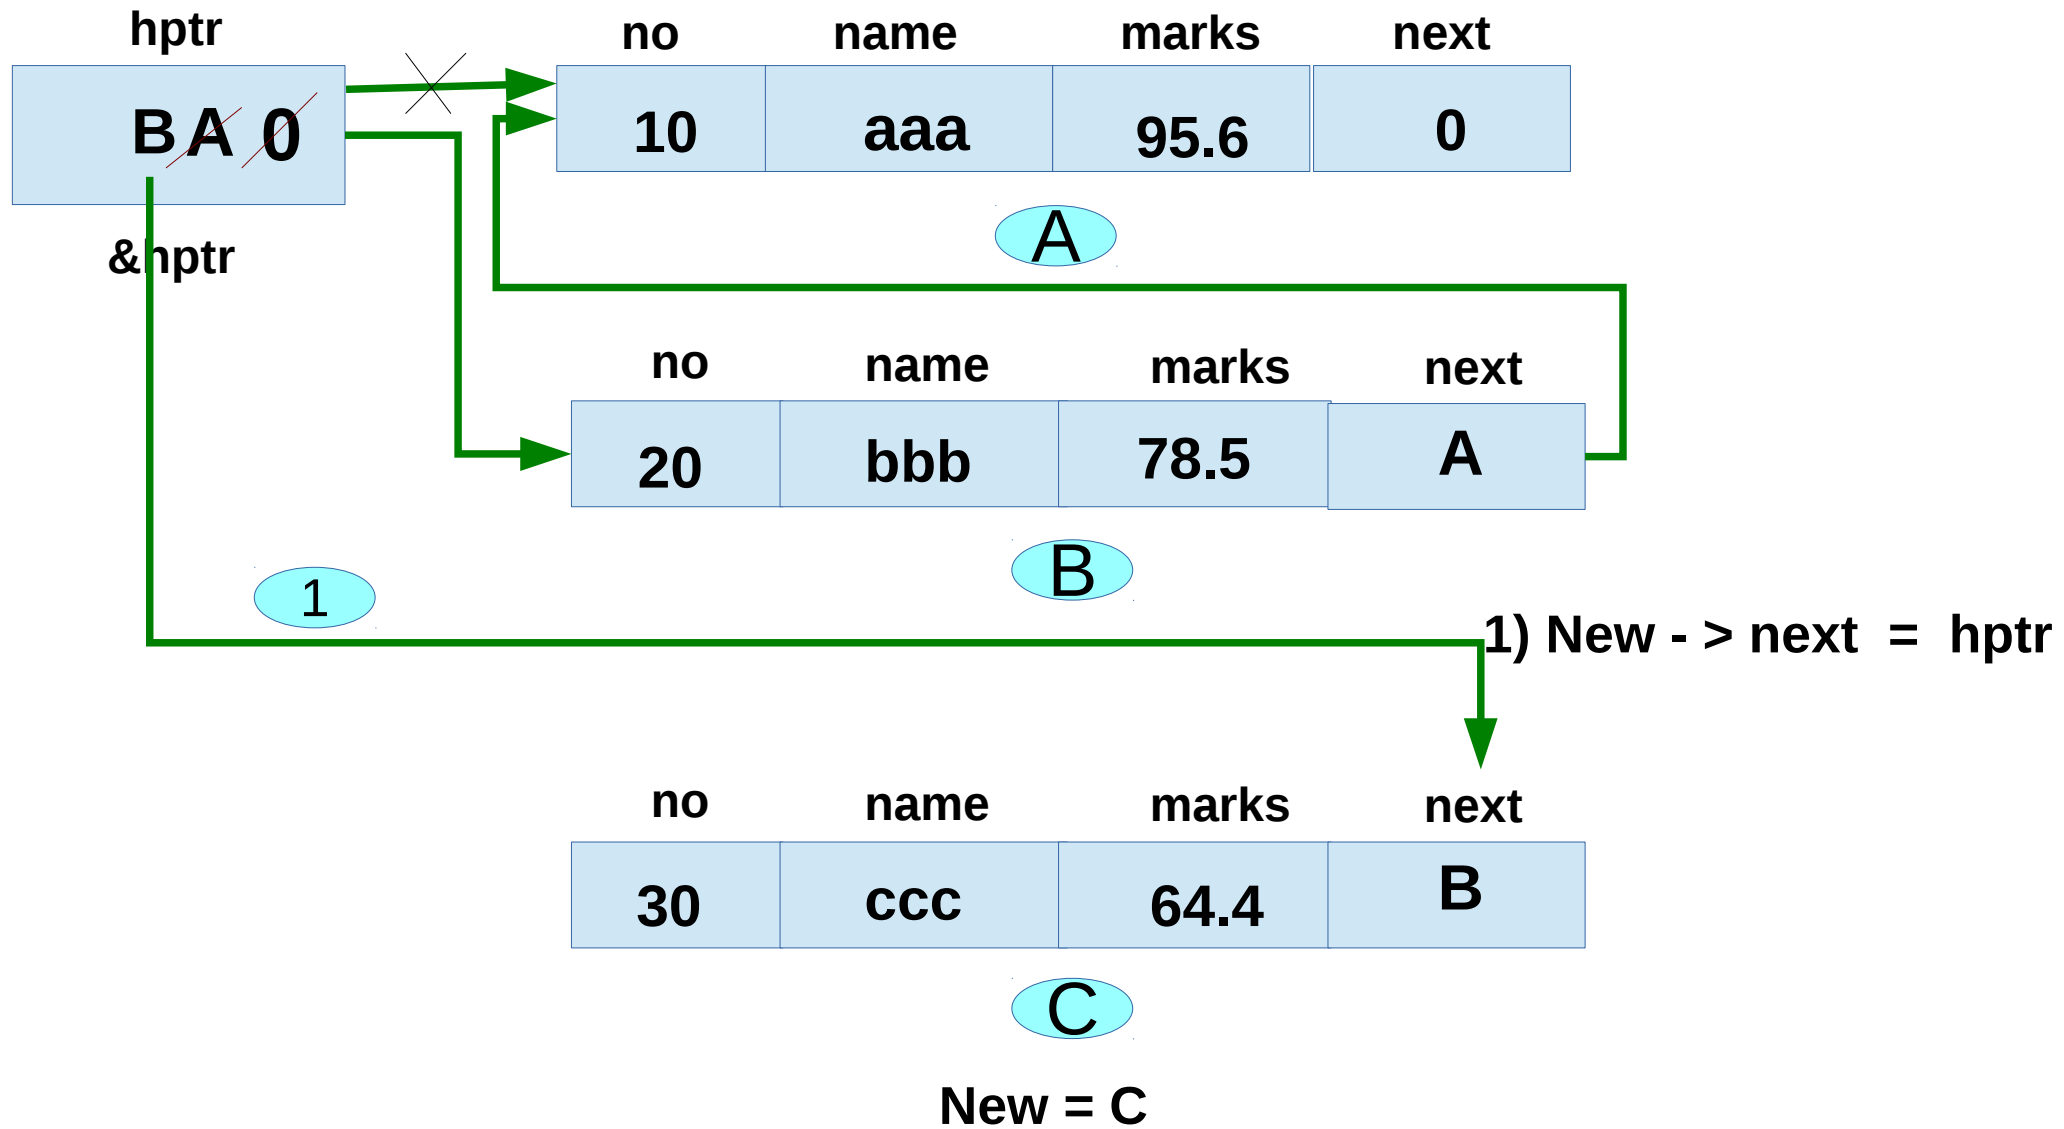 hptr
no name marks next
B A 0
10 aaa 95.6 0
A
&hptr
no name marks next
20 bbb 78.5 A
B
1
1) New - > next = hptr
no name marks next
30 ccc 64.4 B
C
New = C